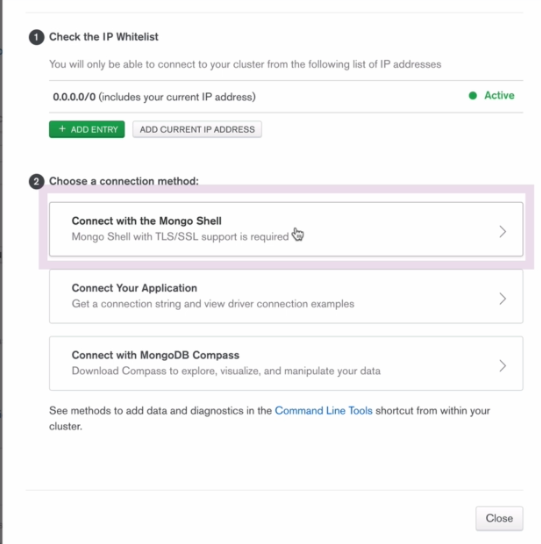 1 Check the IP Whitelist
You will only be able to connect to your cluster from the following list of IP addresses
0.0.0.0/0 (includes your current IP address) Active
+ ADD ENTRY ADD CURRENT IP ADDRESS
2 Choose a connection method:
Connect with the Mongo Shell
Mongo Shell with TLS/SSL support is required
Connect Your Application
Get a connection string and view driver connection examples
Connect with MongoDB Compass
Download Compass to explore, visualize, and manipulate your data
See methods to add data and diagnostics in the Command Line Tools shortcut from within your
cluster.
Close